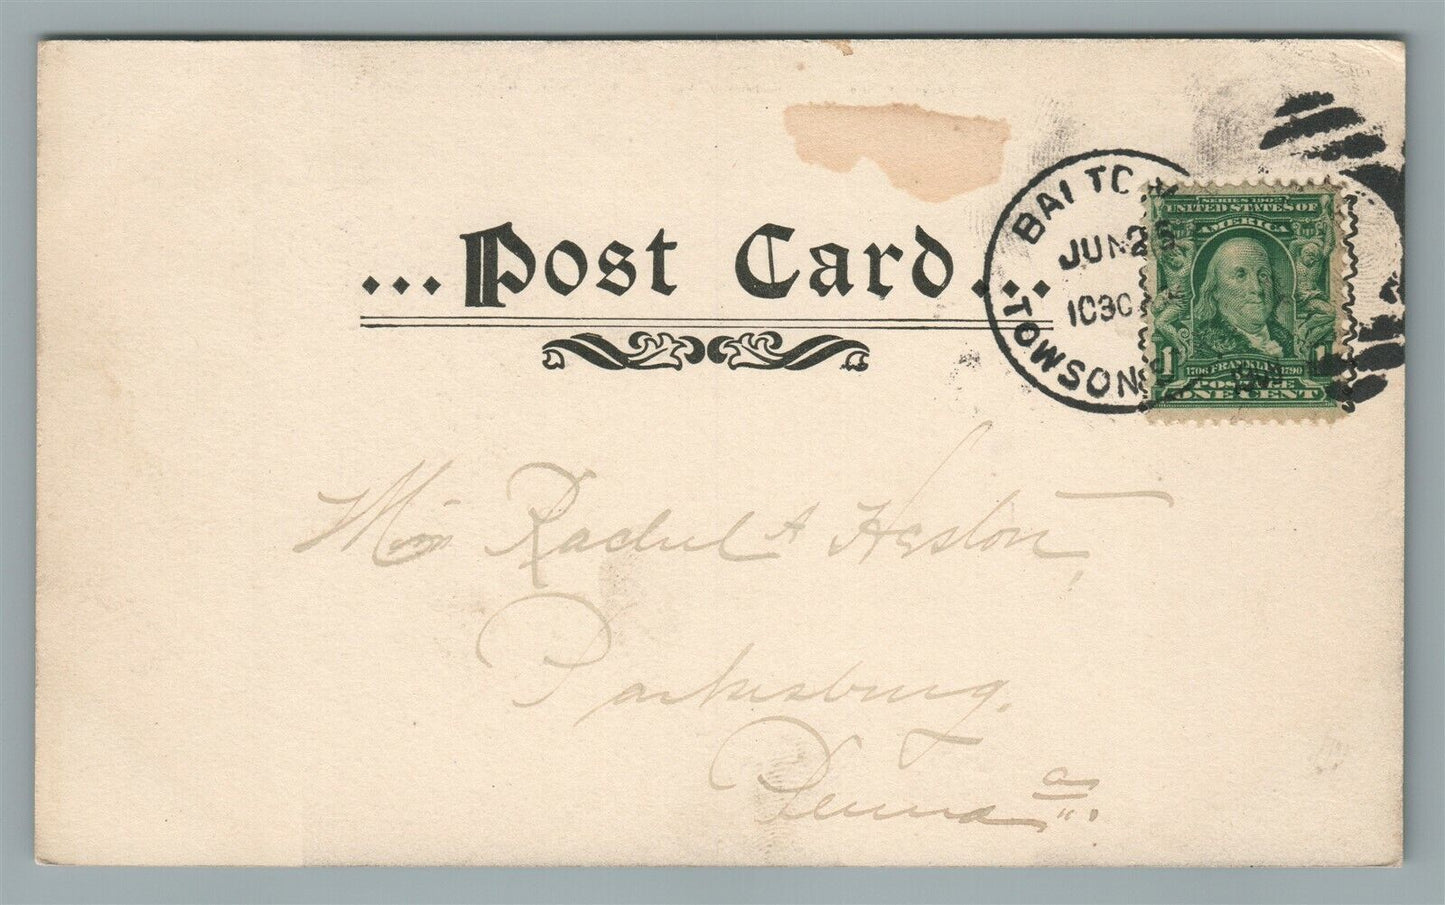 BALTO M
JUN 26
1030
TOWSON
SERIES 1902
UNITED STATES OF
AMERICA
1706 FRANKLIN 1790
POSTAGE
1 1
ONE CENT
...Post Card...
Miss Rachel A Heston,
Parkesburg,
Penna.